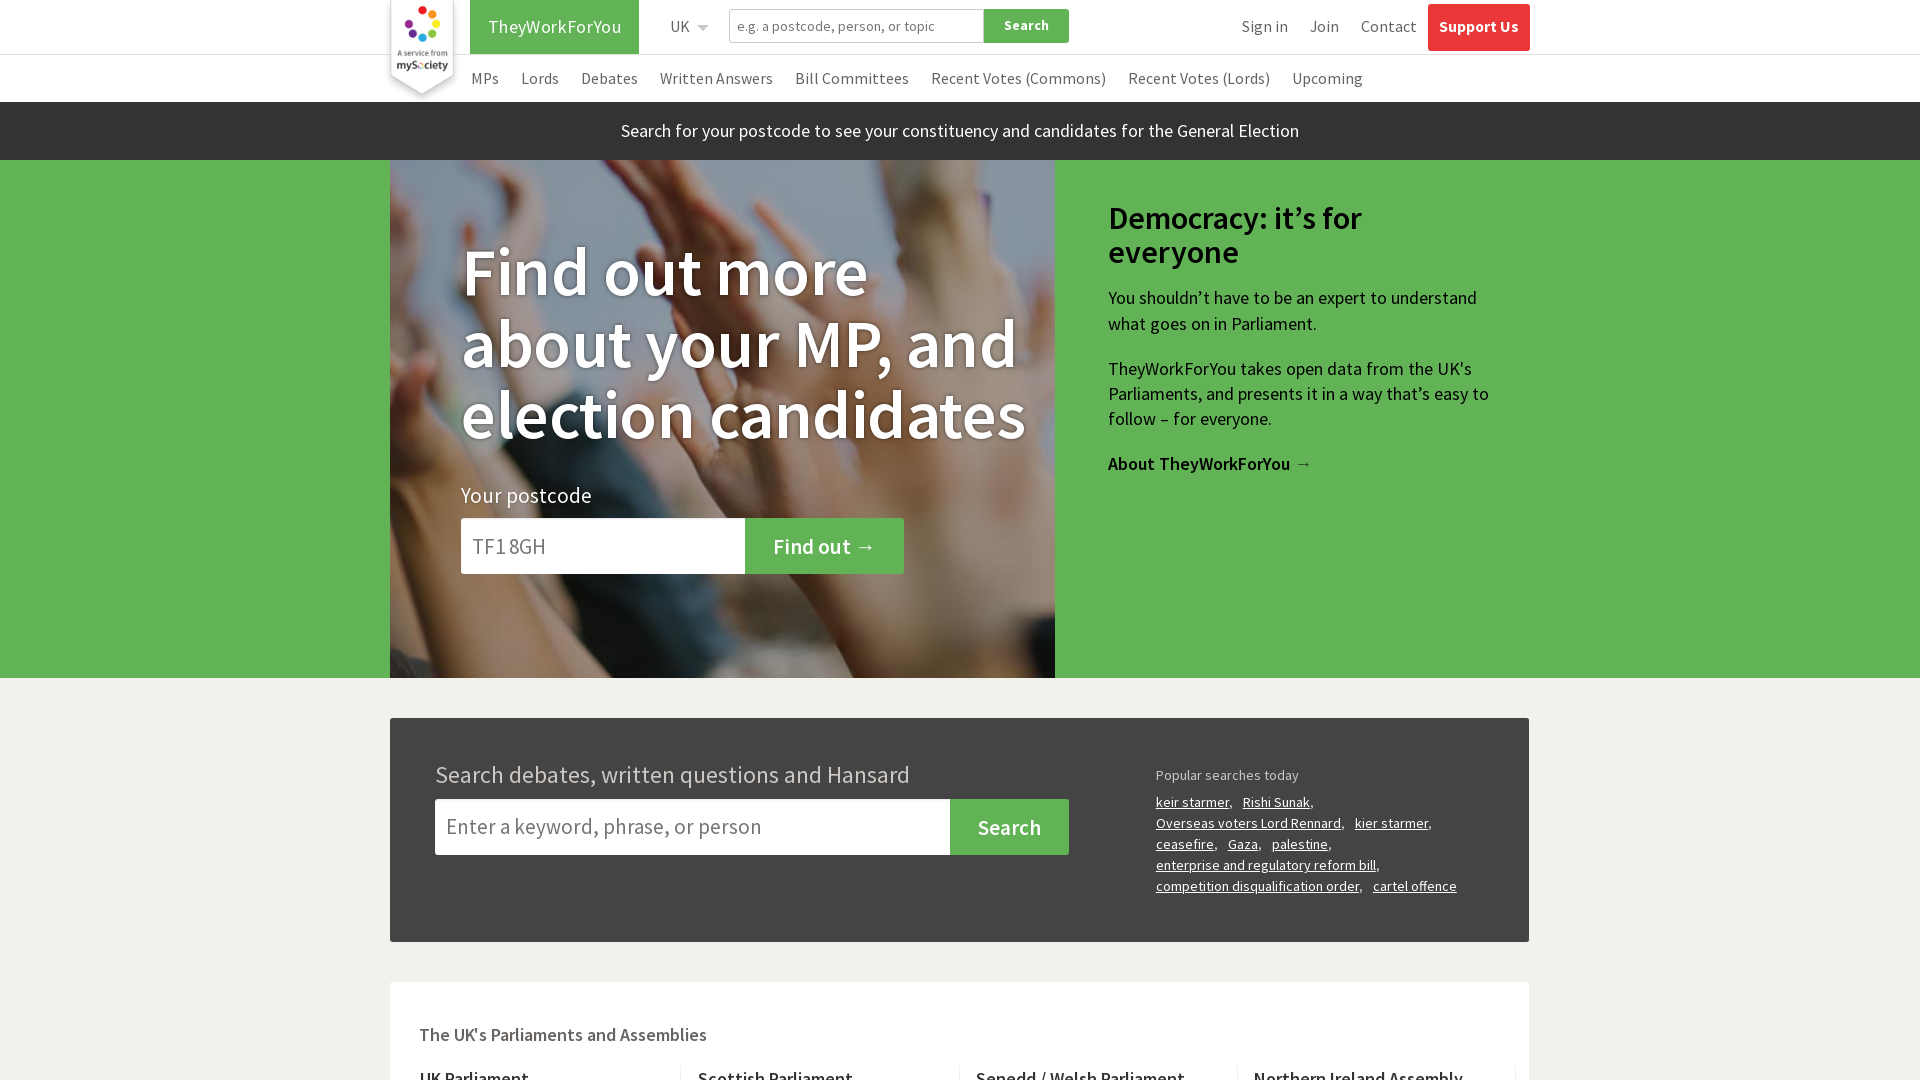 A service from
mySociety
TheyWorkForYou
UK
e.g. a postcode, person, or topic
Search
Sign in
Join
Contact
Support Us
MPs
Lords
Debates
Written Answers
Bill Committees
Recent Votes (Commons)
Recent Votes (Lords)
Upcoming
Search for your postcode to see your constituency and candidates for the General Election
Find out more
about your MP, and
election candidates
Your postcode
TF1 8GH
Find out →
Democracy: it’s for
everyone
You shouldn’t have to be an expert to understand
what goes on in Parliament.
TheyWorkForYou takes open data from the UK's
Parliaments, and presents it in a way that’s easy to
follow – for everyone.
About TheyWorkForYou →
Search debates, written questions and Hansard
Enter a keyword, phrase, or person
Search
Popular searches today
keir starmer, Rishi Sunak,
Overseas voters Lord Rennard, kier starmer,
ceasefire, Gaza, palestine,
enterprise and regulatory reform bill,
competition disqualification order, cartel offence
The UK's Parliaments and Assemblies
UK Parliament
Scottish Parliament
Senedd / Welsh Parliament
Northern Ireland Assembly